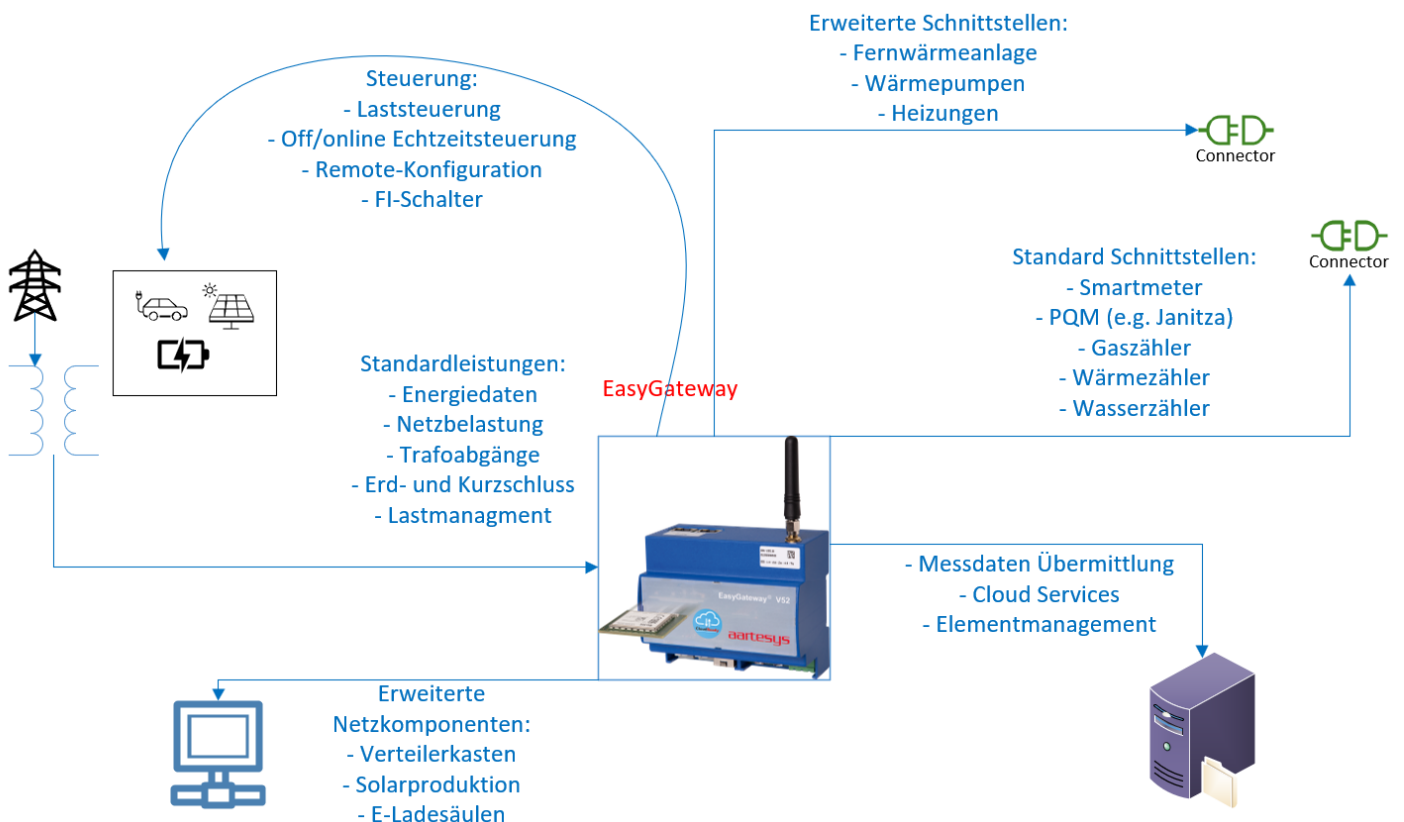 Erweiterte Schnittstellen:
- Fernwärmeanlage
- Wärmepumpen
- Heizungen
Connector
Steuerung:
- Laststeuerung
- Off/online Echtzeitsteuerung
- Remote-Konfiguration
- FI-Schalter
Connector
Standard Schnittstellen:
- Smartmeter
- PQM (e.g. Janitza)
- Gaszähler
- Wärmezähler
- Wasserzähler
Standardleistungen:
- Energiedaten
- Netzbelastung
- Trafoabgänge
- Erd- und Kurzschluss
- Lastmanagment
EasyGateway
EasyGateway® V52
aartesys
- Messdaten Übermittlung
- Cloud Services
- Elementmanagement
Erweiterte
Netzkomponenten:
- Verteilerkasten
- Solarproduktion
- E-Ladesäulen